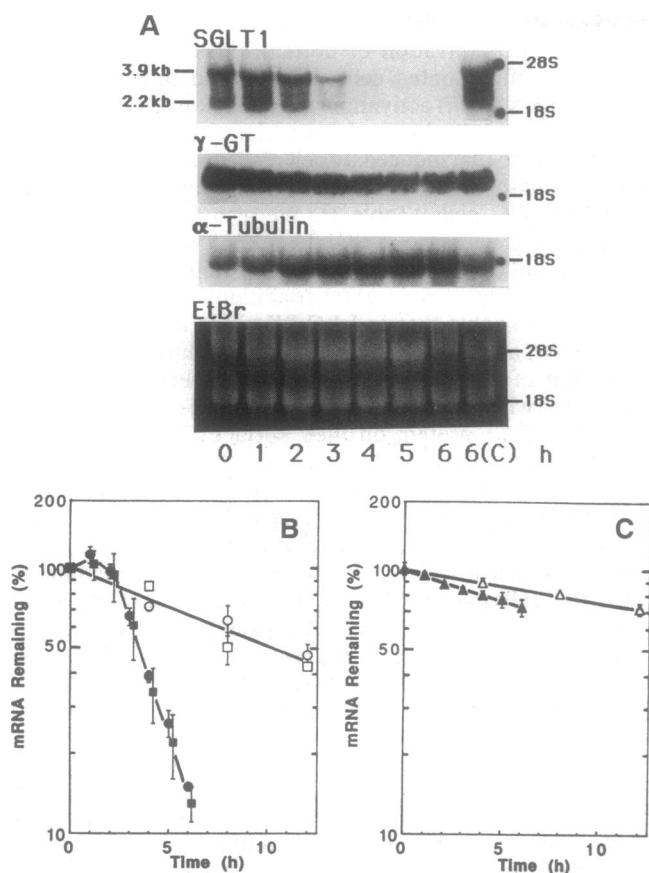 A
SGLT1
3.9 kb
28S
2.2 kb
18S
γ-GT
18S
α-Tubulin
18S
EtBr
28S
18S
0 1 2 3 4 5 6 6(C) h
B
mRNA Remaining (%)
200
100
50
10
0 5 10
Time (h)
C
mRNA Remaining (%)
200
100
50
10
0 5 10
Time (h)